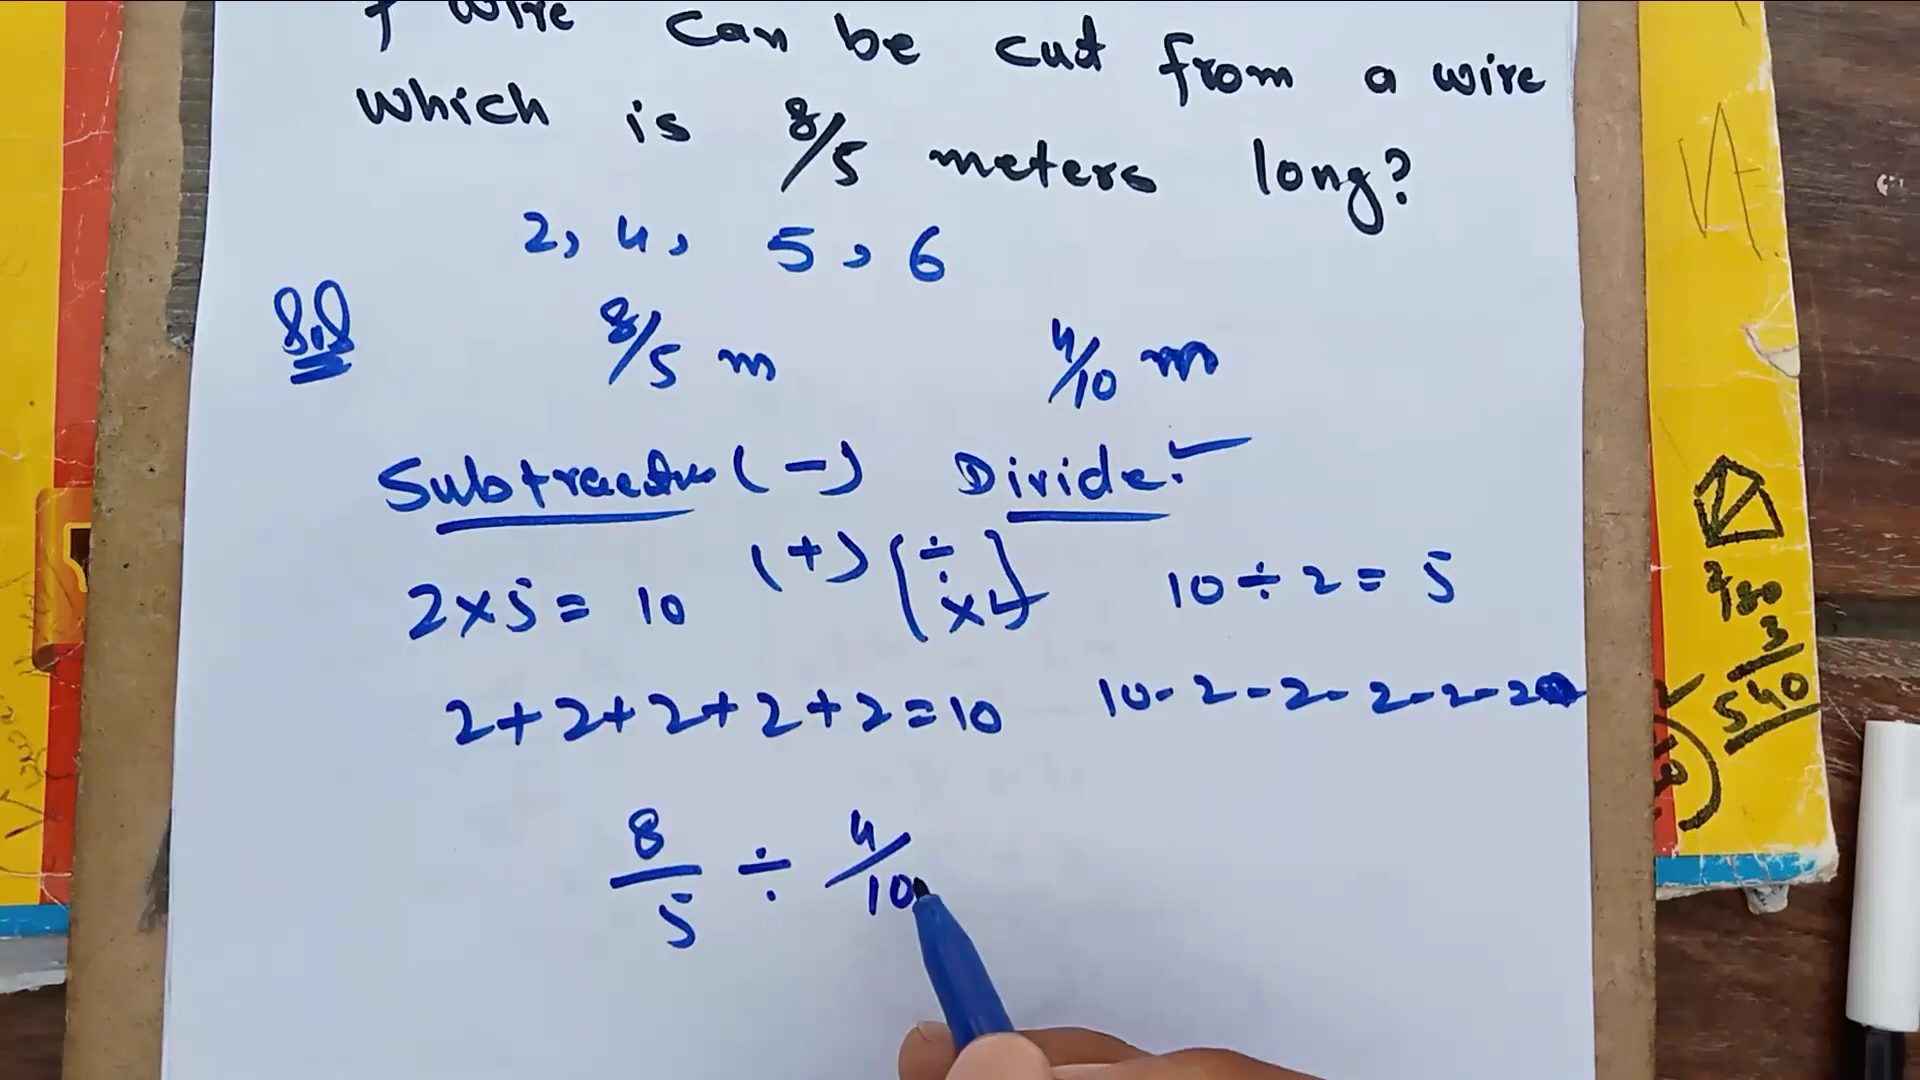 f wire can be cut from a wire
which is 8/5 meters long?
2, 4, 5, 6
Sol 8/5 m 4/10 m
Subtraction (-) Divide.✓
(+) (÷ ×)
2×5= 10 10÷2= 5
2+2+2+2+2=10 10-2-2-2-2-2
8/5 ÷ 4/10
3
540